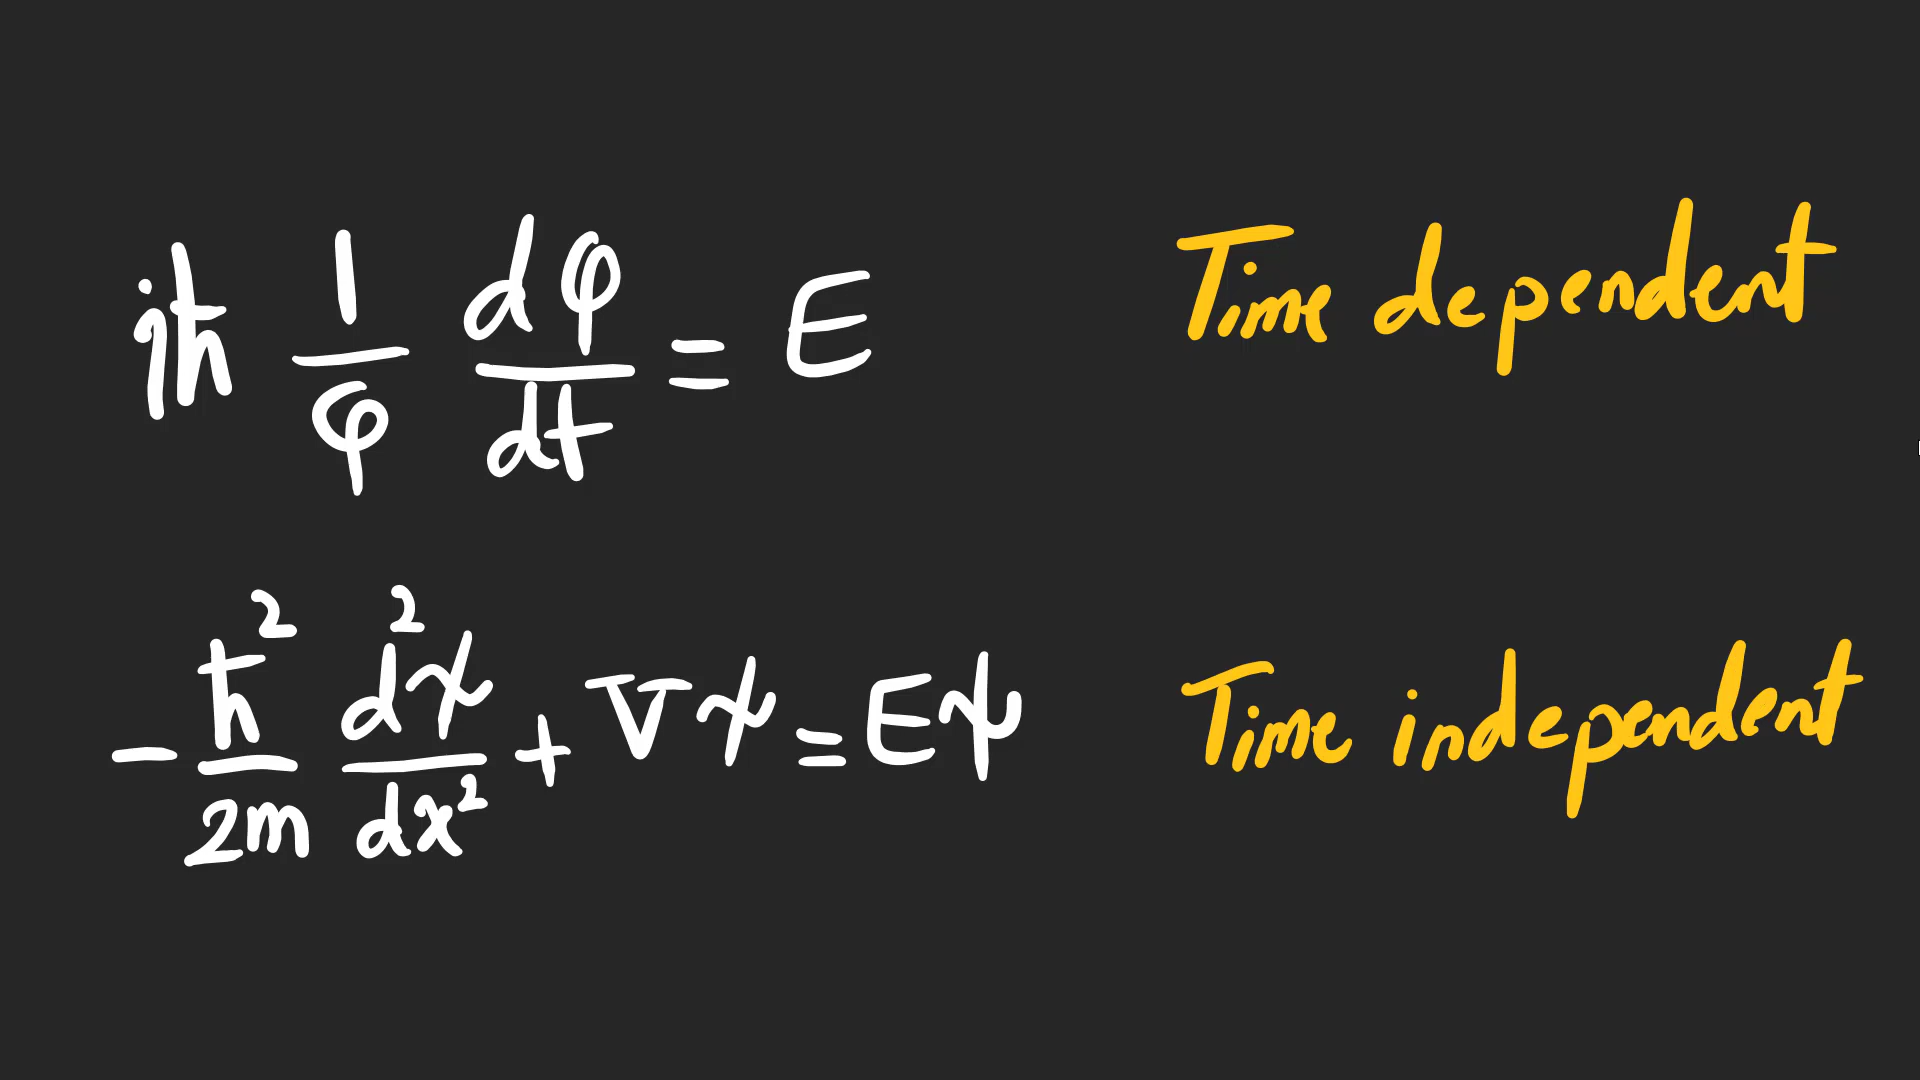 iħ 1/φ dφ/dt = E Time dependent
-ħ²/2m d²ψ/dx² + Vψ = Eψ Time independent